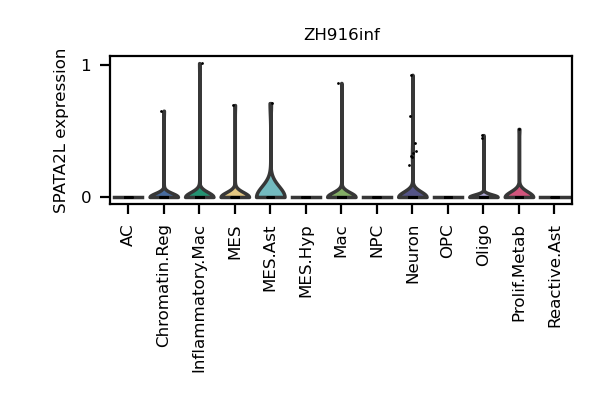 ZH916inf
SPATA2L expression
1
0
AC
Chromatin.Reg
Inflammatory.Mac
MES
MES.Ast
MES.Hyp
Mac
NPC
Neuron
OPC
Oligo
Prolif.Metab
Reactive.Ast